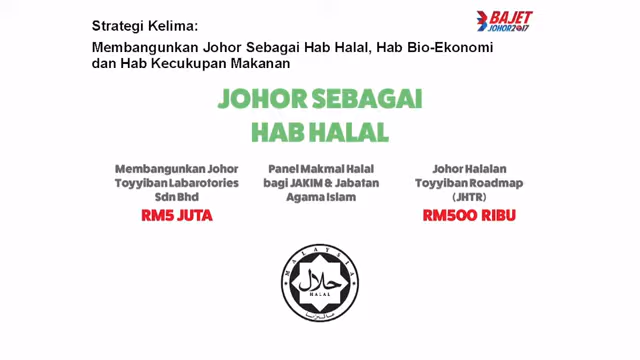 Strategi Kelima:
BAJET
JOHOR2017
Membangunkan Johor Sebagai Hab Halal, Hab Bio-Ekonomi
dan Hab Kecukupan Makanan
JOHOR SEBAGAI
HAB HALAL
Membangunkan Johor
Toyyiban Labarotories
Sdn Bhd
RM5 JUTA
Panel Makmal Halal
bagi JAKIM & Jabatan
Agama Islam
Johor Halalan
Toyyiban Roadmap
(JHTR)
RM500 RIBU
MALAYSIA
حلال
HALAL
ماليزيا